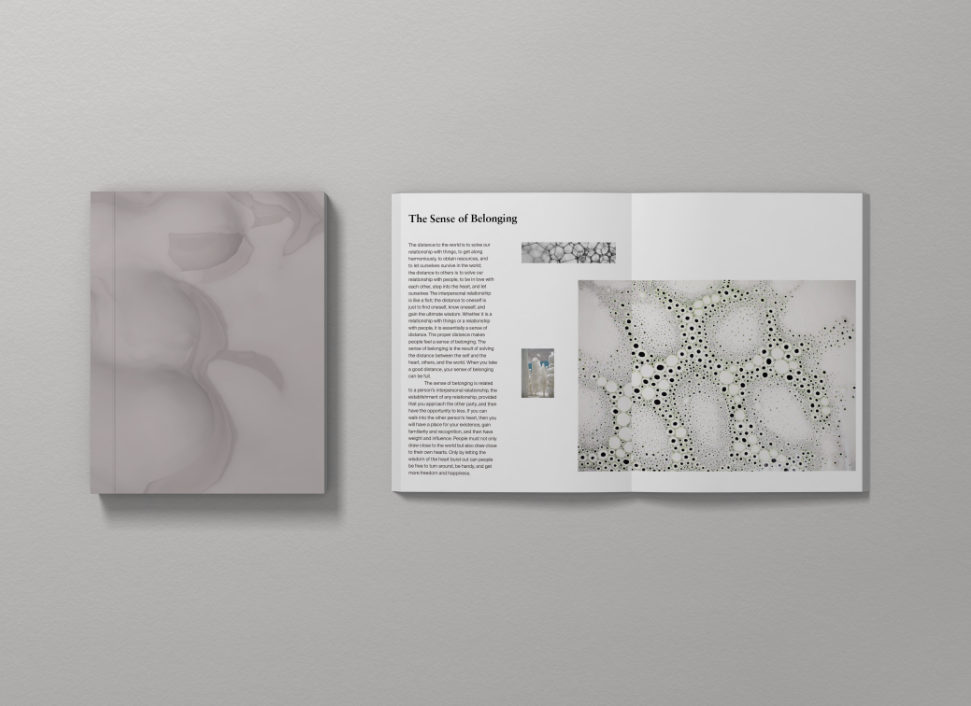 The Sense of Belonging
The distance to the world is to solve our
relationship with things, to get along
harmoniously, to obtain resources, and
to let ourselves survive in the world;
the distance to others is to solve our
relationship with people, to be in love with
each other, step into the heart, and let
ourselves The interpersonal relationship
is like a fish; the distance to oneself is
just to find oneself, know oneself, and
gain the ultimate wisdom. Whether it is a
relationship with things or a relationship
with people, it is essentially a sense of
distance. The proper distance makes
people feel a sense of belonging. The
sense of belonging is the result of solving
the distance between the self and the
heart, others, and the world. When you take
a good distance, your sense of belonging
can be full.
The sense of belonging is related
to a person's interpersonal relationship, the
establishment of any relationship, provided
that you approach the other party, and then
have the opportunity to kiss. If you can
walk into the other person's heart, then you
will have a place for your existence, gain
familiarity and recognition, and then have
weight and influence. People must not only
draw close to the world but also draw close
to their own hearts. Only by letting the
wisdom of the heart burst out can people
be free to turn around, be handy, and get
more freedom and happiness.